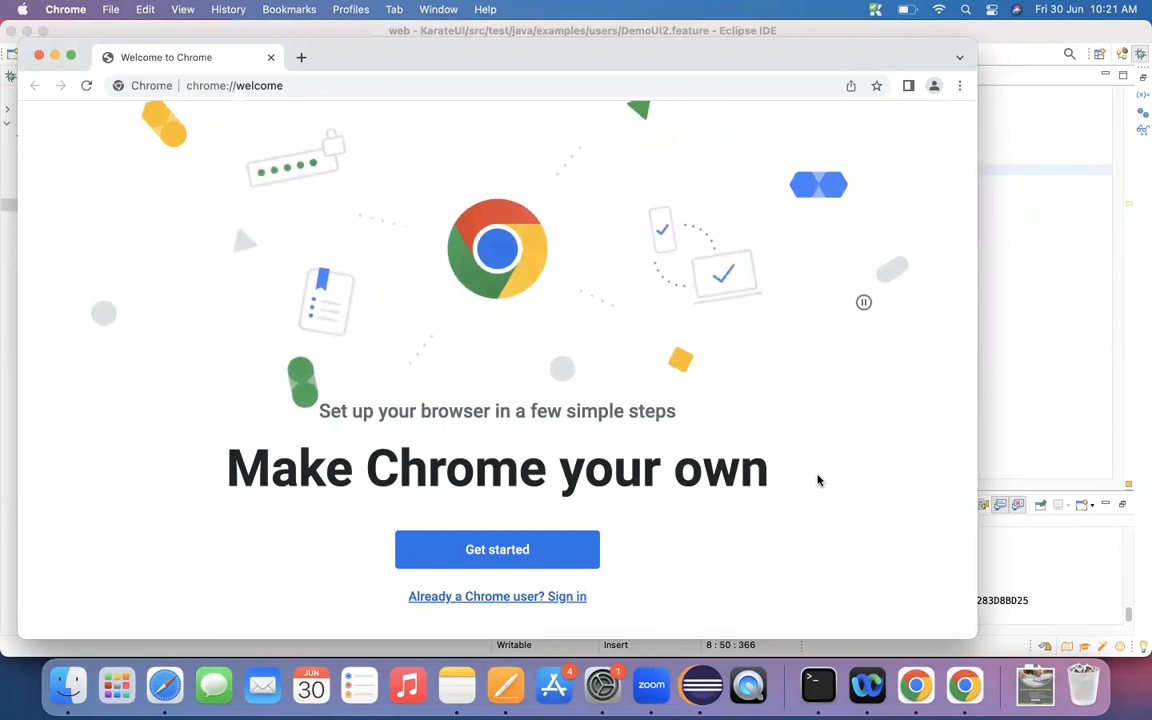 Chrome File Edit View History Bookmarks Profiles Tab Window Help Fri 30 Jun 10:21 AM
web - KarateUI/src/test/java/examples/users/DemoUI2.feature - Eclipse IDE
Welcome to Chrome
Chrome chrome://welcome
(x)=
Set up your browser in a few simple steps
Make Chrome your own
Get started
Already a Chrome user? Sign in
283D8BD25
Writable Insert 8 : 50 : 366
JUN
30
4
1
zoom
>_